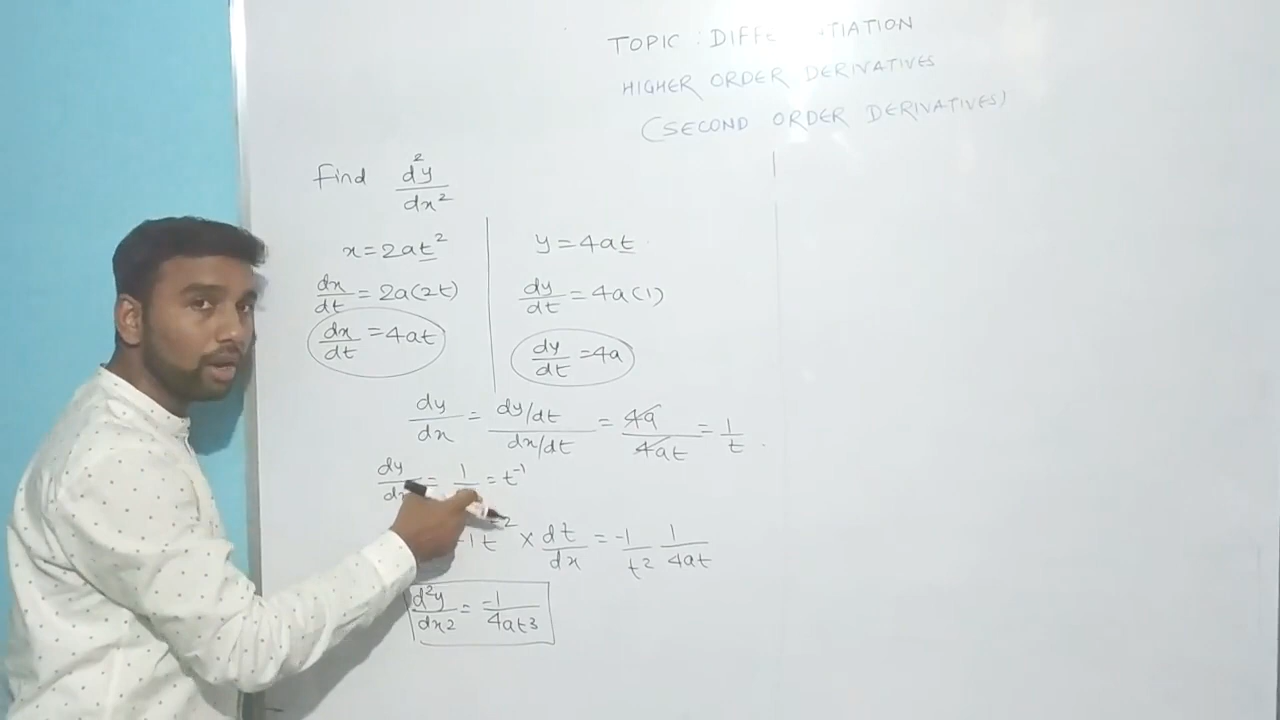 TOPIC : DIFFE TIATION
HIGHER ORDER DERIVATIVES
(SECOND ORDER DERIVATIVES)
Find d²y/dx²
x = 2at²
dx/dt = 2a(2t)
dx/dt = 4at
y = 4at
dy/dt = 4a(1)
dy/dt = 4a
dy/dx = (dy/dt)/(dx/dt) = 4a/4at = 1/t
dy/dx = 1/ = t⁻¹
-1t⁻² × dt/dx = -1/t² 1/4at
d²y/dx2 = -1/4at3